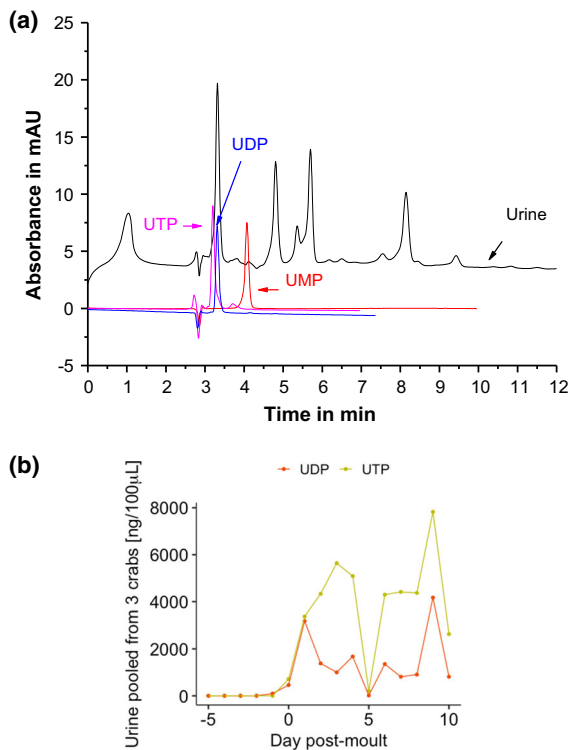 (a)
25
20
15
10
5
0
-5
Absorbance in mAU
UDP
UTP
Urine
UMP
0 1 2 3 4 5 6 7 8 9 10 11 12
Time in min
(b)
UDP UTP
8000
6000
4000
2000
0
Urine pooled from 3 crabs [ng/100μL]
-5 0 5 10
Day post-moult